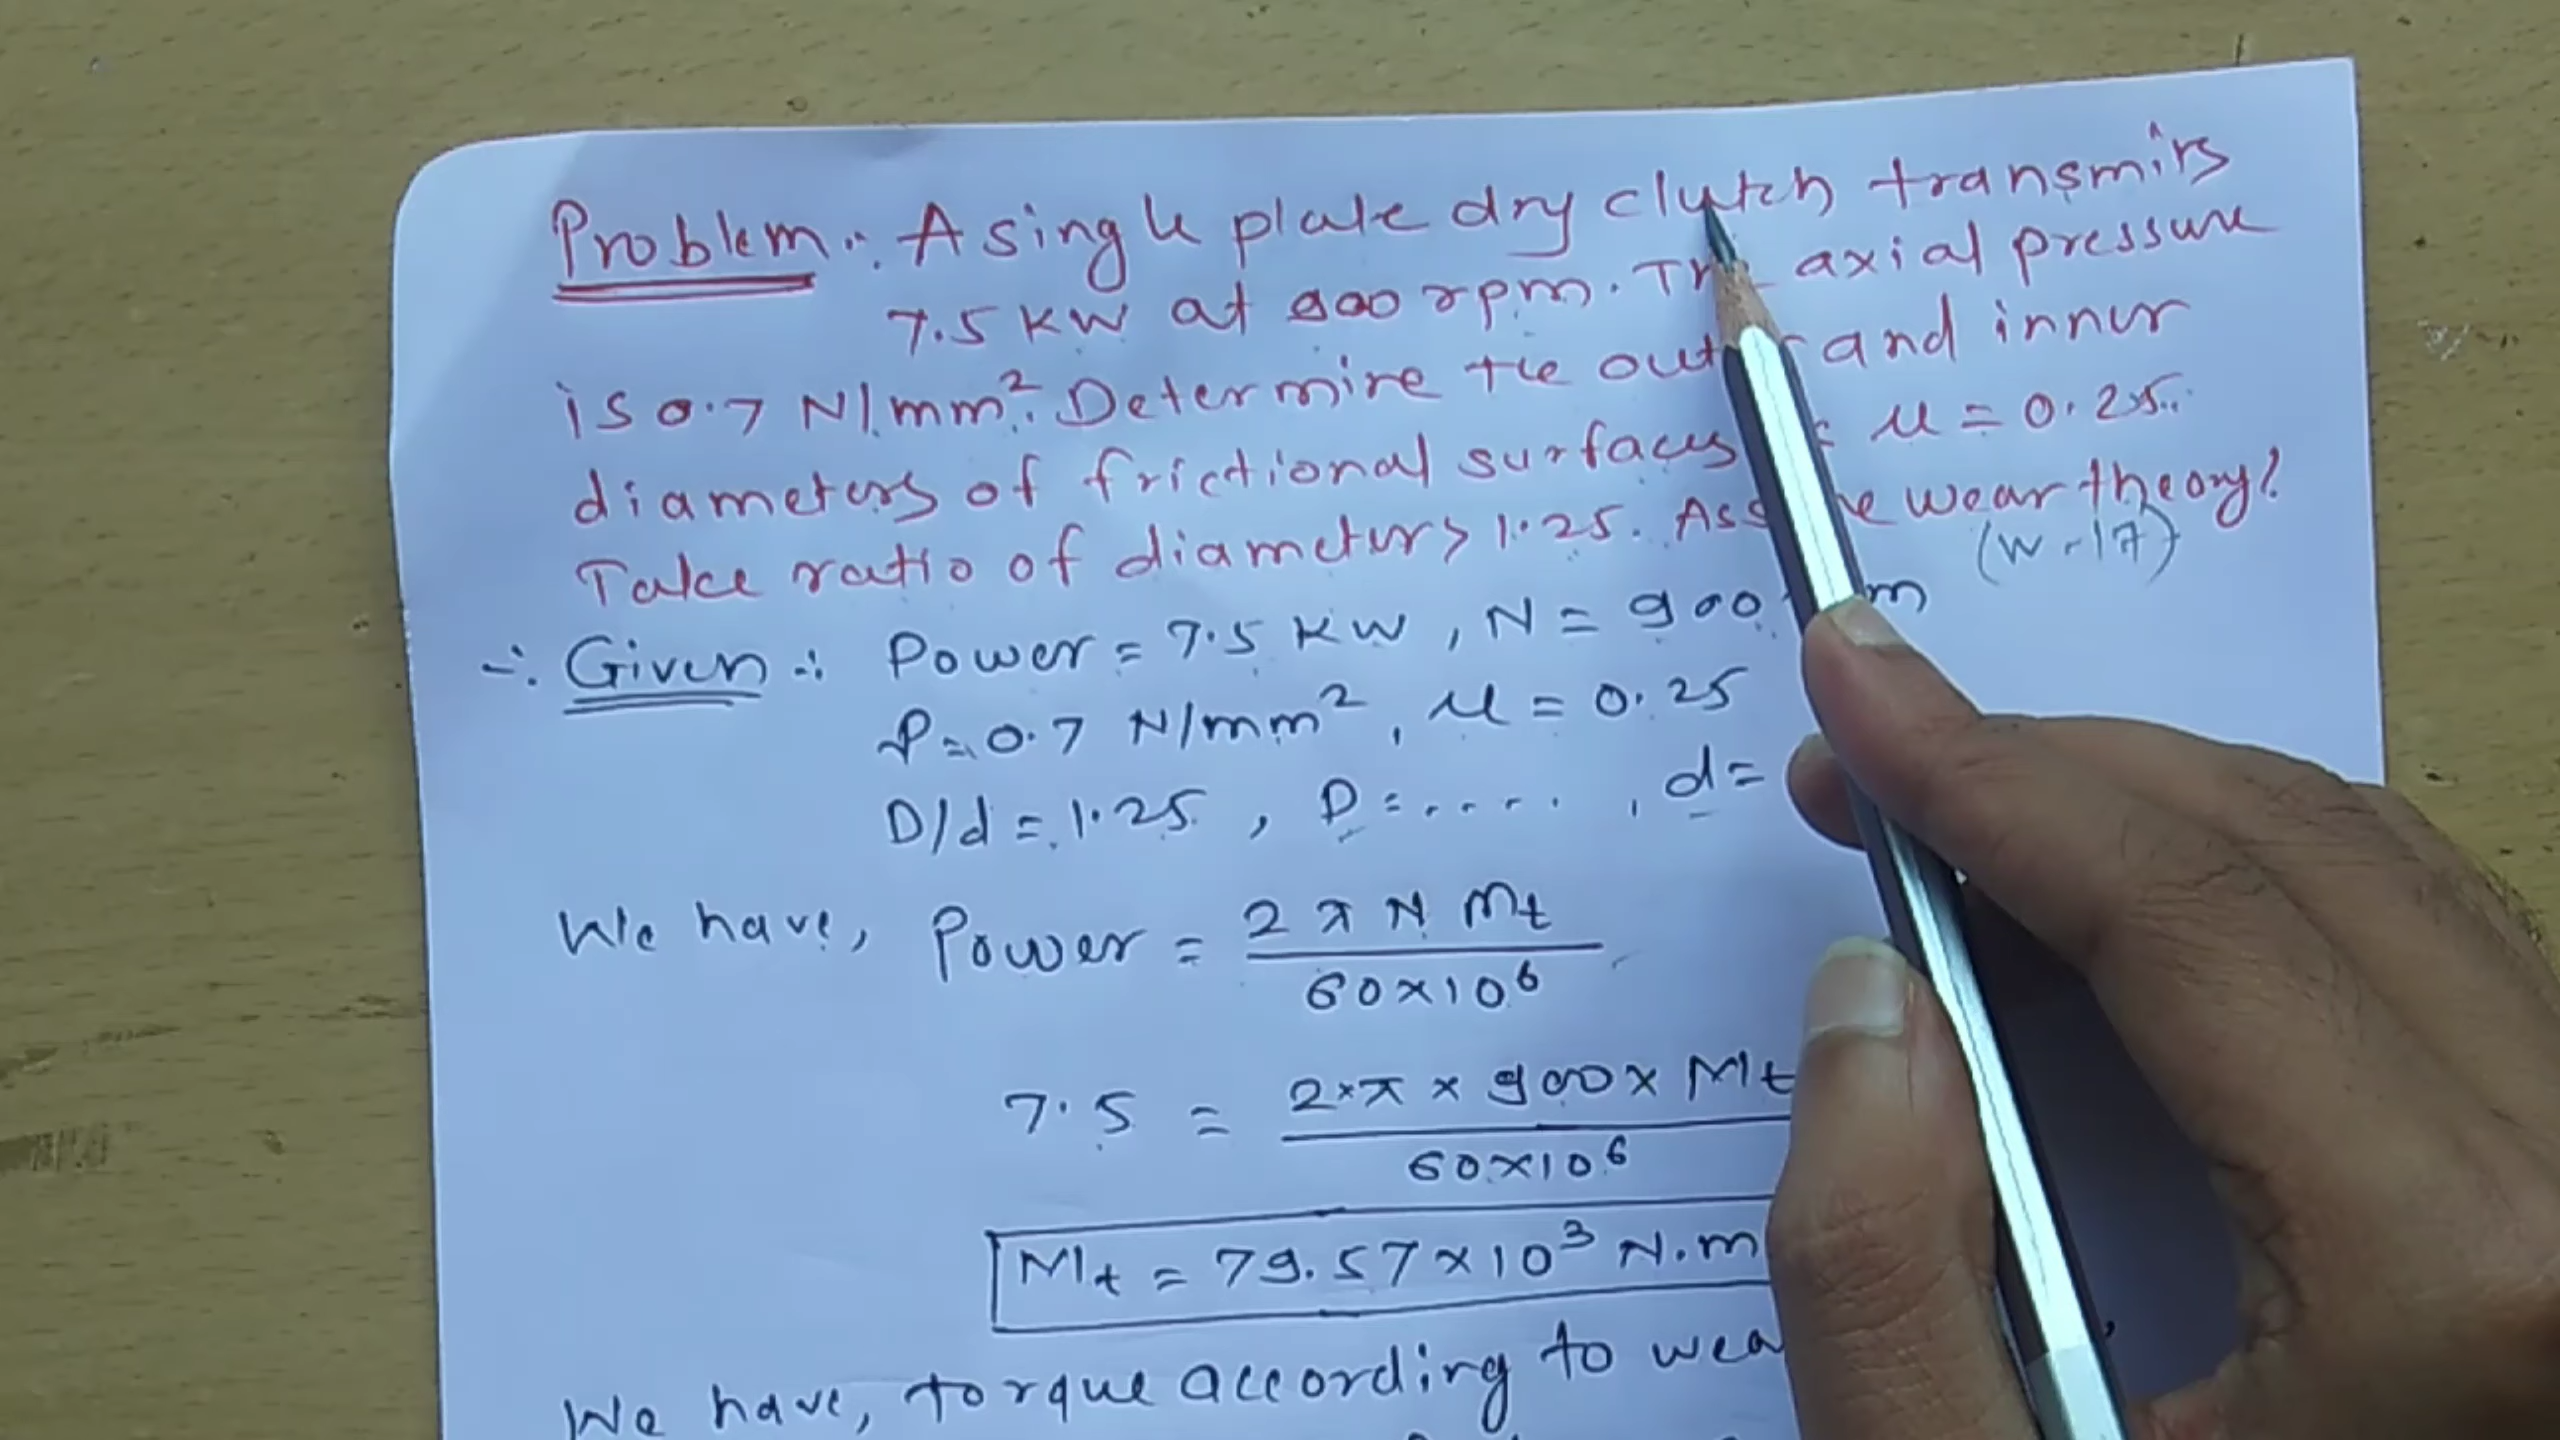 Problem :- A single plate dry clutch transmits
7.5 KW at 900 rpm. The axial pressure
is 0.7 N/mm². Determine the outer and inner
diameters of frictional surfaces μ = 0.25.
Take ratio of diameters 1.25. Assume wear theory?
(W-17)
∴ Given ∴ Power = 7.5 KW , N = 900
P = 0.7 N/mm² , μ = 0.25
D/d = 1.25 , D = .... , d =
We have, Power = 2 π N Mt / 60×10⁶
7.5 = 2×π × 900× Mt / 60×10⁶
Mt = 79.57×10³ N.m
We have, torque according to